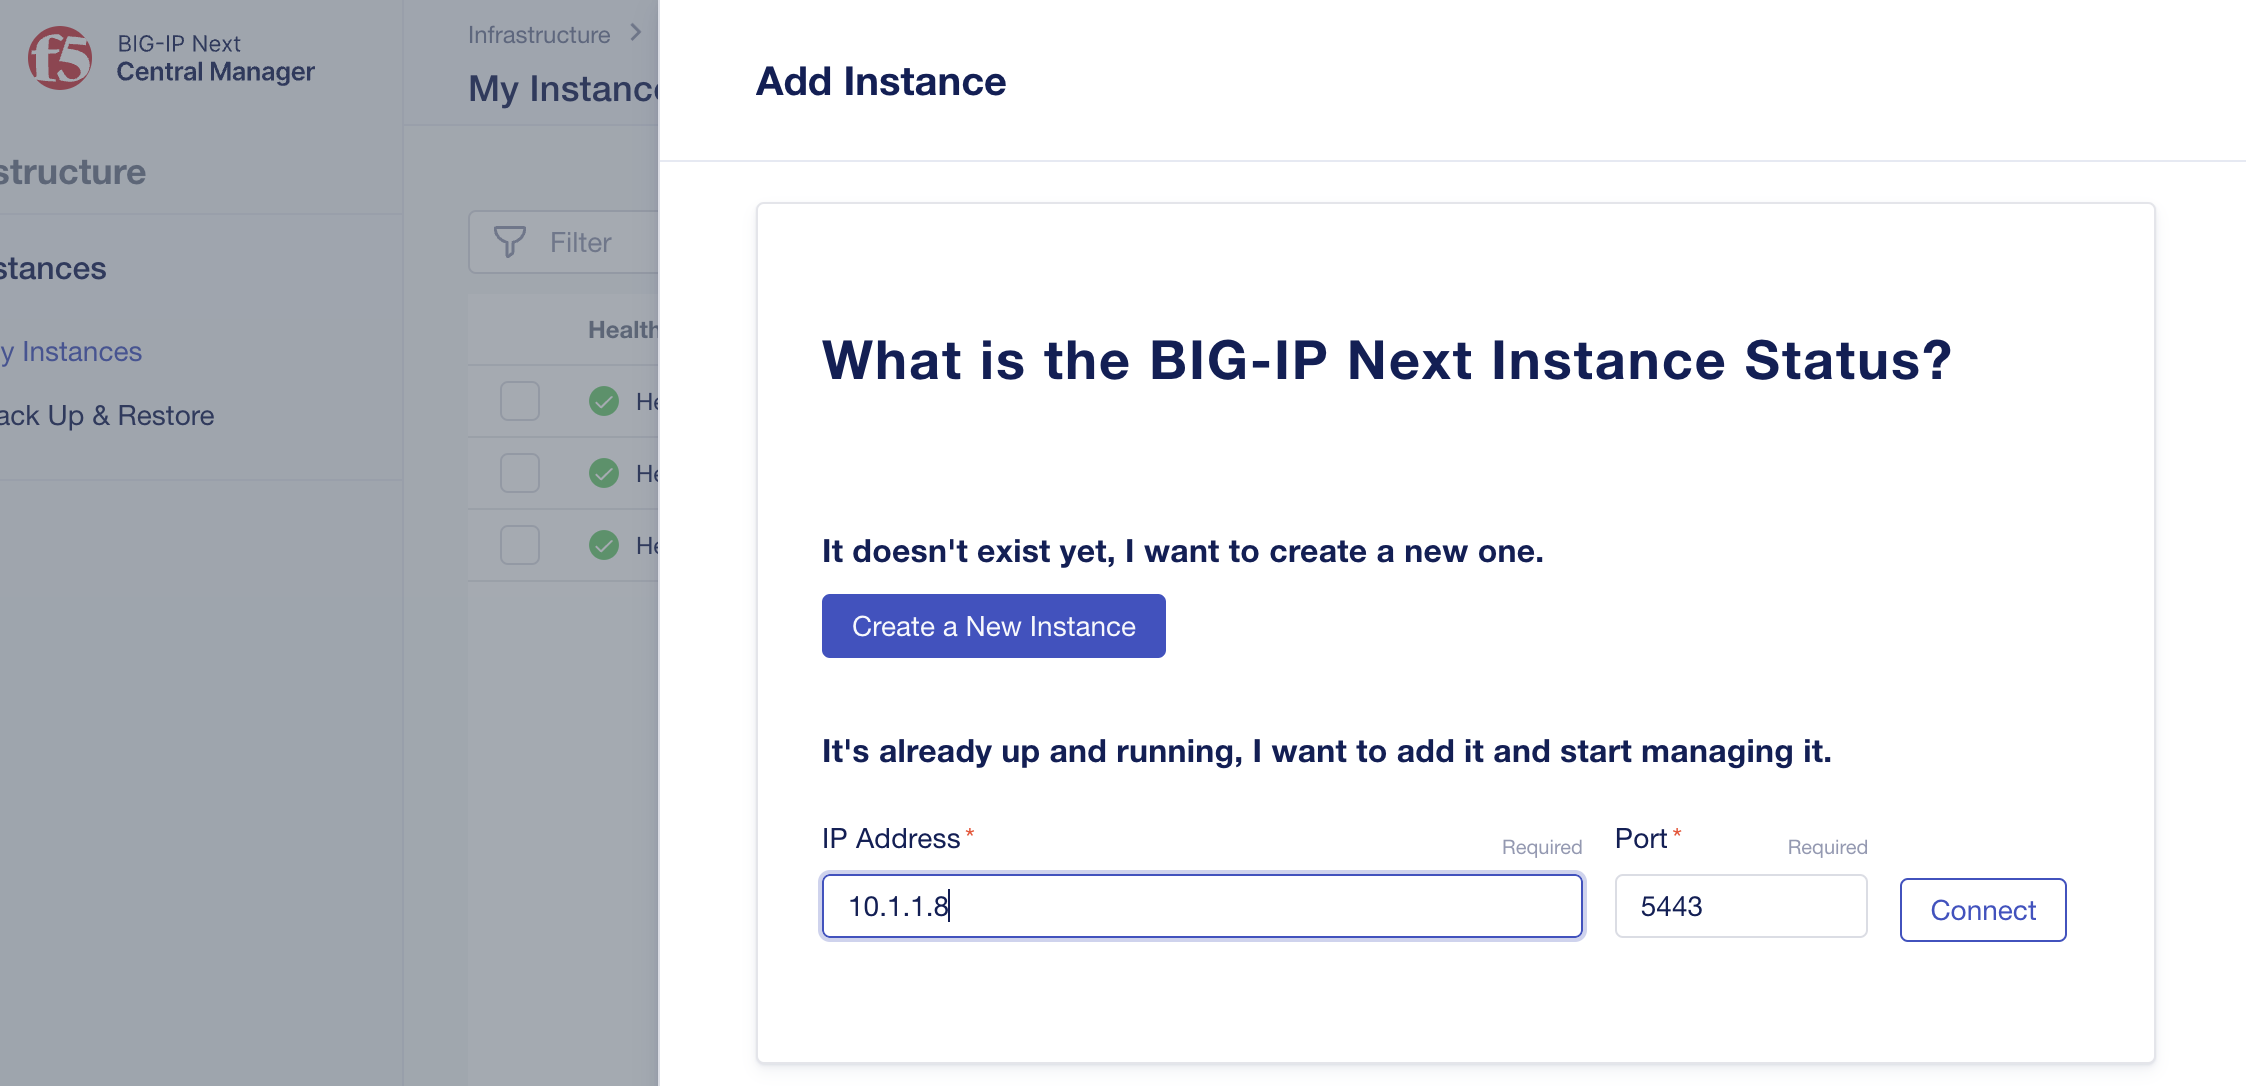 f5
BIG-IP Next
Central Manager
structure
stances
y Instances
ack Up & Restore
Infrastructure
My Instanc
Filter
Health
He
He
He
Add Instance
What is the BIG-IP Next Instance Status?
It doesn't exist yet, I want to create a new one.
Create a New Instance
It's already up and running, I want to add it and start managing it.
IP Address* Required Port* Required
10.1.1.8 5443 Connect